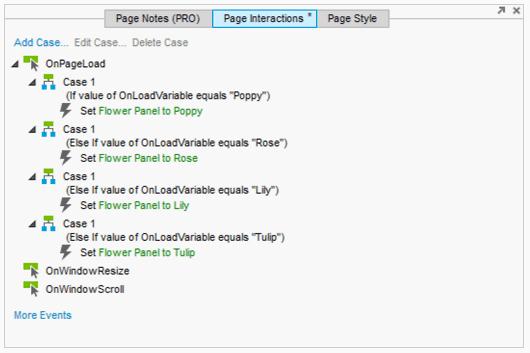 Page Notes (PRO) Page Interactions * Page Style
Add Case... Edit Case... Delete Case
OnPageLoad
Case 1
(If value of OnLoadVariable equals "Poppy")
Set Flower Panel to Poppy
Case 1
(Else If value of OnLoadVariable equals "Rose")
Set Flower Panel to Rose
Case 1
(Else If value of OnLoadVariable equals "Lily")
Set Flower Panel to Lily
Case 1
(Else If value of OnLoadVariable equals "Tulip")
Set Flower Panel to Tulip
OnWindowResize
OnWindowScroll
More Events